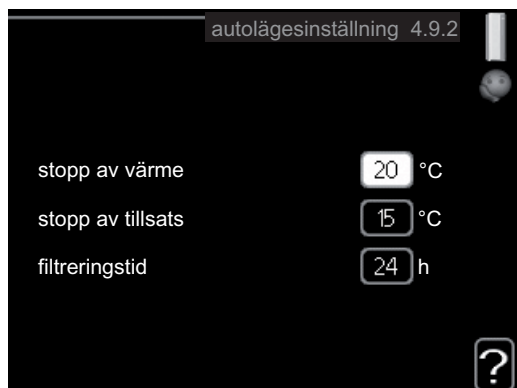 autolägesinställning 4.9.2
stopp av värme 20 °C
stopp av tillsats 15 °C
filtreringstid 24 h
?